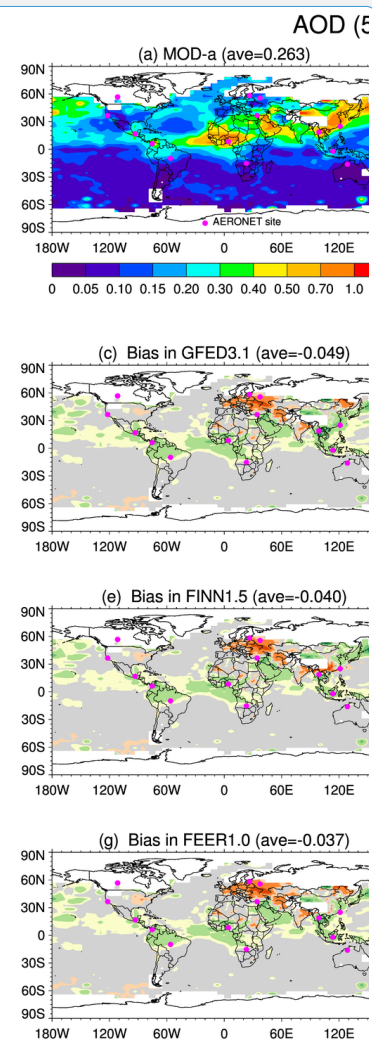 AOD (5
(a) MOD-a (ave=0.263)
90N
60N
30N
0
30S
60S
90S
AERONET site
180W 120W 60W 0 60E 120E
0 0.05 0.10 0.15 0.20 0.30 0.40 0.50 0.70 1.0
(c) Bias in GFED3.1 (ave=-0.049)
90N
60N
30N
0
30S
60S
90S
180W 120W 60W 0 60E 120E
(e) Bias in FINN1.5 (ave=-0.040)
90N
60N
30N
0
30S
60S
90S
180W 120W 60W 0 60E 120E
(g) Bias in FEER1.0 (ave=-0.037)
90N
60N
30N
0
30S
60S
90S
180W 120W 60W 0 60E 120E